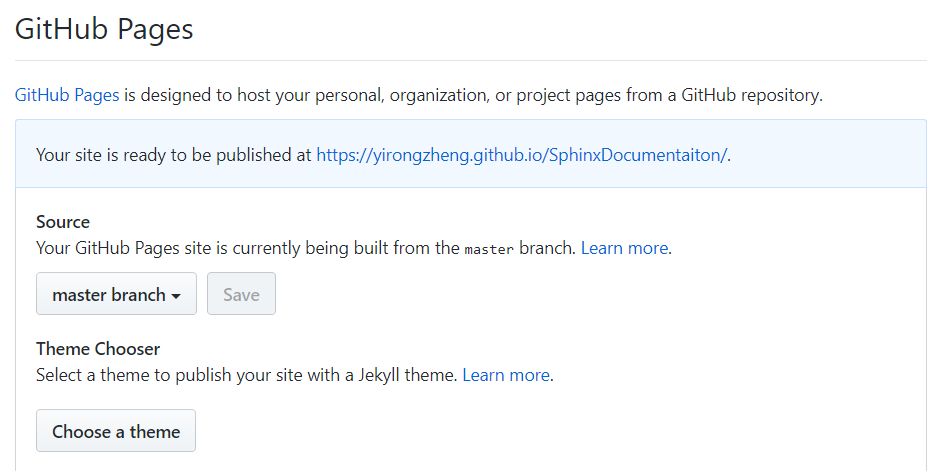 GitHub Pages
GitHub Pages is designed to host your personal, organization, or project pages from a GitHub repository.
Your site is ready to be published at https://yirongzheng.github.io/SphinxDocumentaiton/.
Source
Your GitHub Pages site is currently being built from the master branch. Learn more.
master branch Save
Theme Chooser
Select a theme to publish your site with a Jekyll theme. Learn more.
Choose a theme